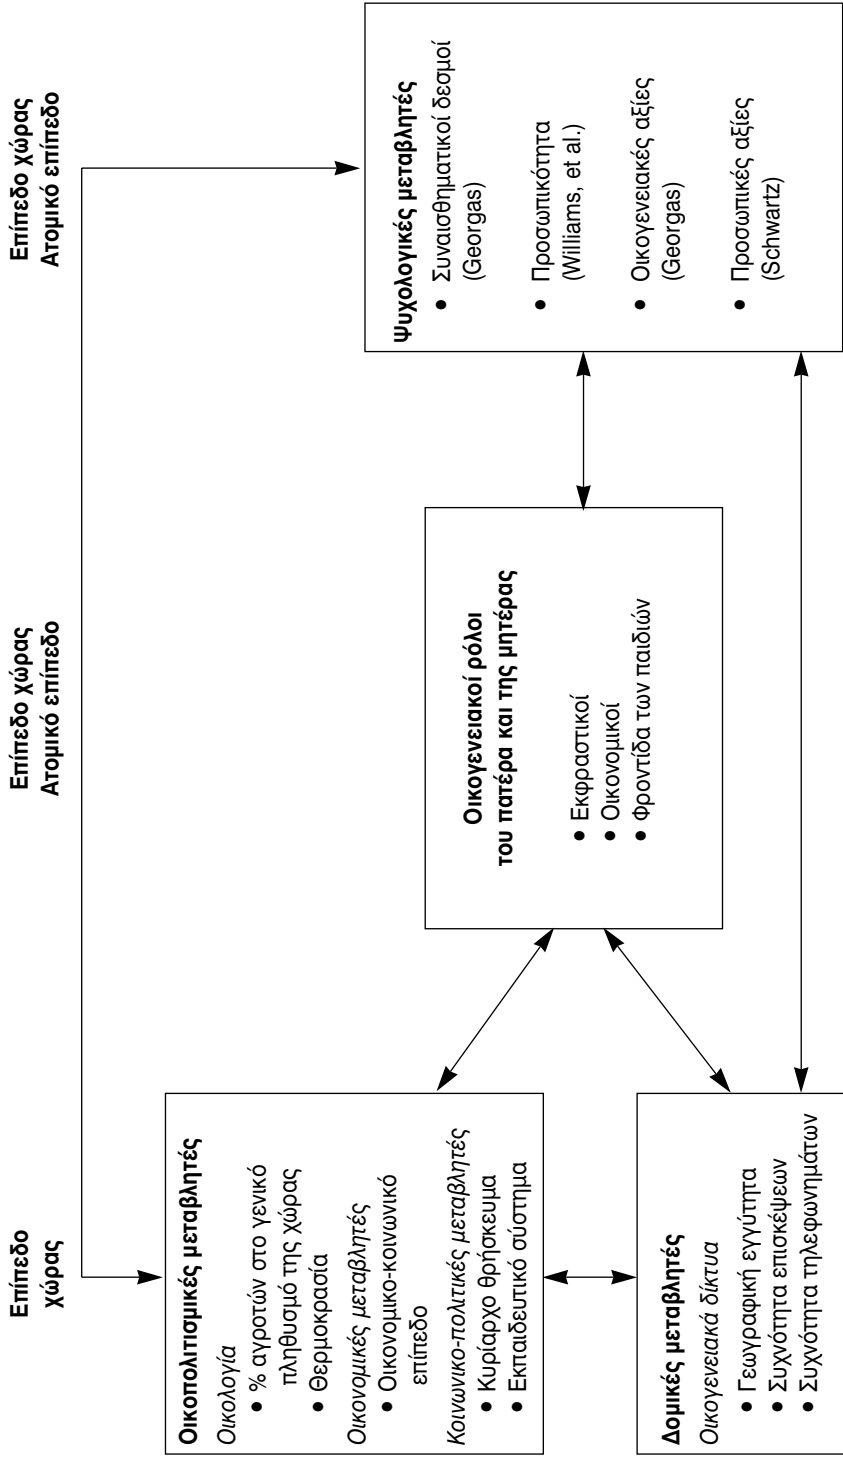 Επίπεδο
χώρας
Επίπεδο χώρας
Ατομικό επίπεδο
Επίπεδο χώρας
Ατομικό επίπεδο
Οικοπολιτισμικές μεταβλητές
Οικολογία
• % αγροτών στο γενικό
πληθυσμό της χώρας
• Θερμοκρασία
Οικονομικές μεταβλητές
• Οικονομικο-κοινωνικό
επίπεδο
Κοινωνικο-πολιτικές μεταβλητές
• Κυρίαρχο θρήσκευμα
• Εκπαιδευτικό σύστημα
Δομικές μεταβλητές
Οικογενειακά δίκτυα
• Γεωγραφική εγγύτητα
• Συχνότητα επισκέψεων
• Συχνότητα τηλεφωνημάτων
Οικογενειακοί ρόλοι
του πατέρα και της μητέρας
• Εκφραστικοί
• Οικονομικοί
• Φροντίδα των παιδιών
Ψυχολογικές μεταβλητές
• Συναισθηματικοί δεσμοί
(Georgas)
• Προσωπικότητα
(Williams, et al.)
• Οικογενειακές αξίες
(Georgas)
• Προσωπικές αξίες
(Schwartz)